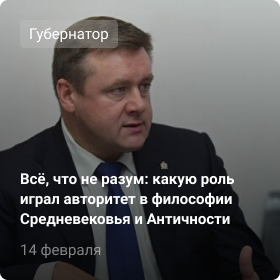 Губернатор
Всё, что не разум: какую роль
играл авторитет в философии
Средневековья и Античности
14 февраля